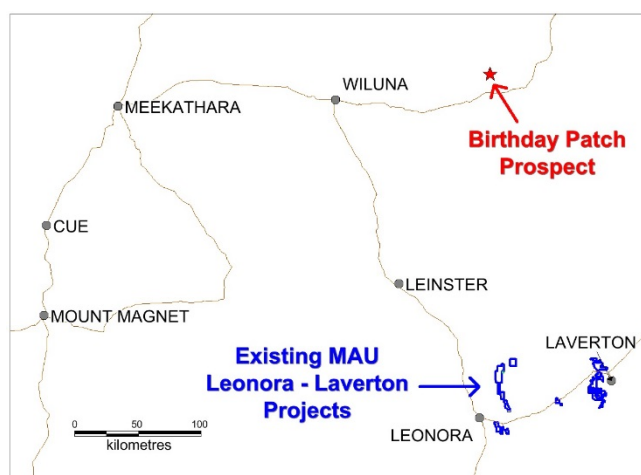 WILUNA
MEEKATHARA
Birthday Patch
Prospect
CUE
LEINSTER
MOUNT MAGNET
LAVERTON
Existing MAU
Leonora - Laverton
Projects
LEONORA
0 50 100
kilometres